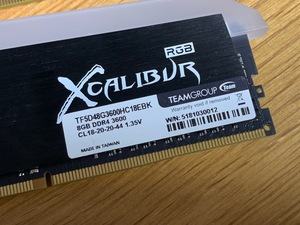 XCALIBUR
RGB
TF5D48G3600HC18EBK
8GB DDR4 3600
CL18-20-20-44 1.35V
TEAMGROUP Team
Warranty void if removed
W/N: 5181030012
MADE IN TAIWAN